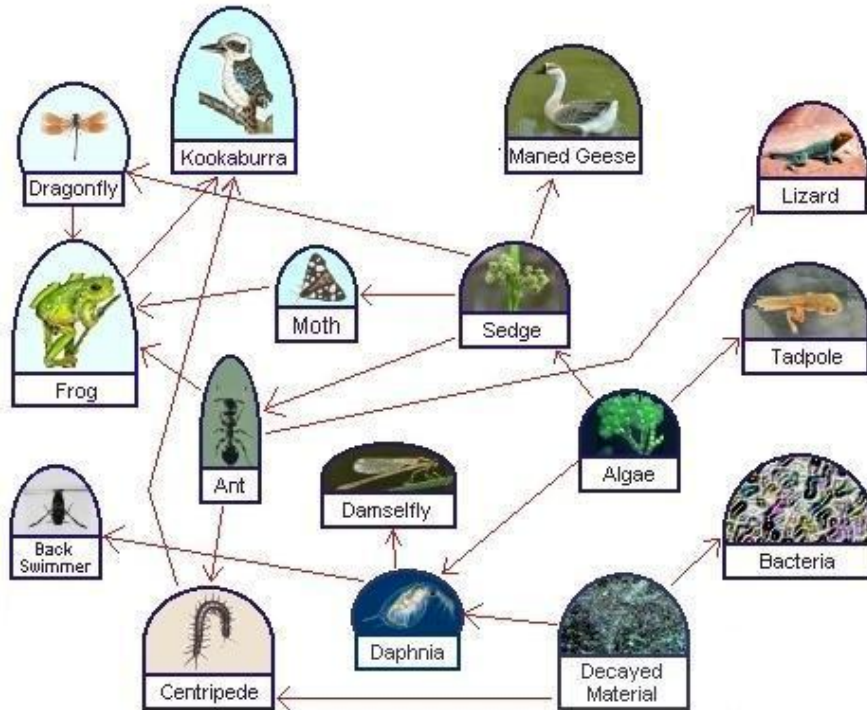 Kookaburra
Maned Geese
Dragonfly
Lizard
Moth
Sedge
Tadpole
Frog
Ant
Algae
Damselfly
Back
Swimmer
Bacteria
Centripede
Daphnia
Decayed
Material